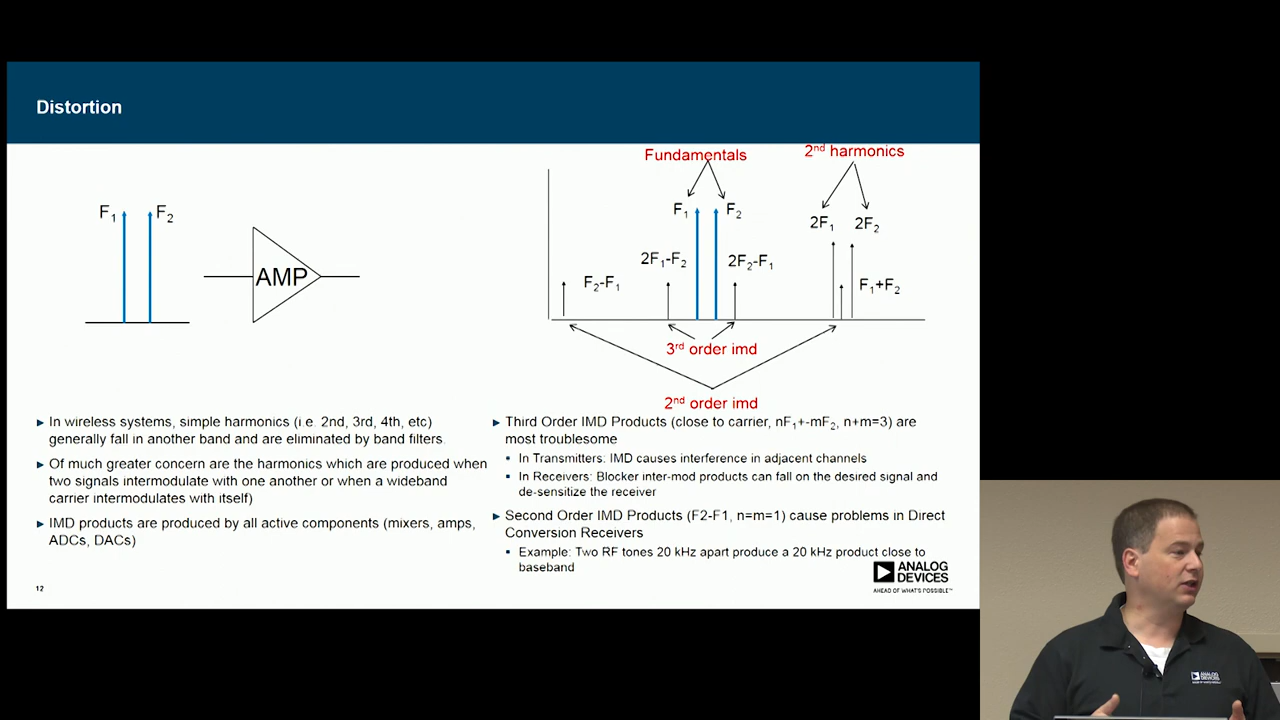 Distortion
F1
F2
AMP
Fundamentals
2nd harmonics
F1
F2
2F1
2F2
2F1-F2
2F2-F1
F2-F1
F1+F2
3rd order imd
2nd order imd
In wireless systems, simple harmonics (i.e. 2nd, 3rd, 4th, etc)
generally fall in another band and are eliminated by band filters.
Of much greater concern are the harmonics which are produced when
two signals intermodulate with one another or when a wideband
carrier intermodulates with itself)
IMD products are produced by all active components (mixers, amps,
ADCs, DACs)
Third Order IMD Products (close to carrier, nF1+-mF2, n+m=3) are
most troublesome
In Transmitters: IMD causes interference in adjacent channels
In Receivers: Blocker inter-mod products can fall on the desired signal and
de-sensitize the receiver
Second Order IMD Products (F2-F1, n=m=1) cause problems in Direct
Conversion Receivers
Example: Two RF tones 20 kHz apart produce a 20 kHz product close to
baseband
12
ANALOG
DEVICES
AHEAD OF WHAT'S POSSIBLE™
ANALOG
DEVICES